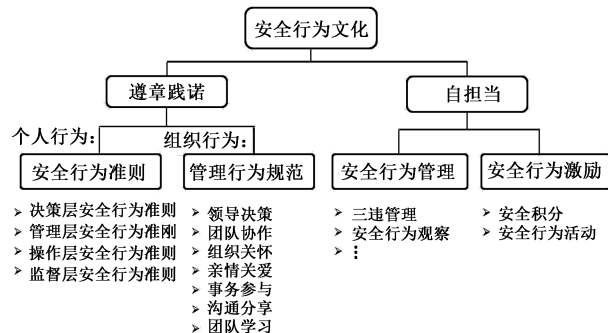 安全行为文化
遵章践诺
自担当
个人行为：
组织行为：
安全行为准则
管理行为规范
安全行为管理
安全行为激励
➢ 决策层安全行为准则
➢ 管理层安全行为准刚
➢ 操作层安全行为准则
➢ 监督层安全行为准则
➢ 领导决策
➢ 团队协作
➢ 组织关怀
➢ 亲情关爱
➢ 事务参与
➢ 沟通分享
➢ 团队学习
➢ 三违管理
➢ 安全行为观察
➢ ⋮
➢ 安全积分
➢ 安全行为活动